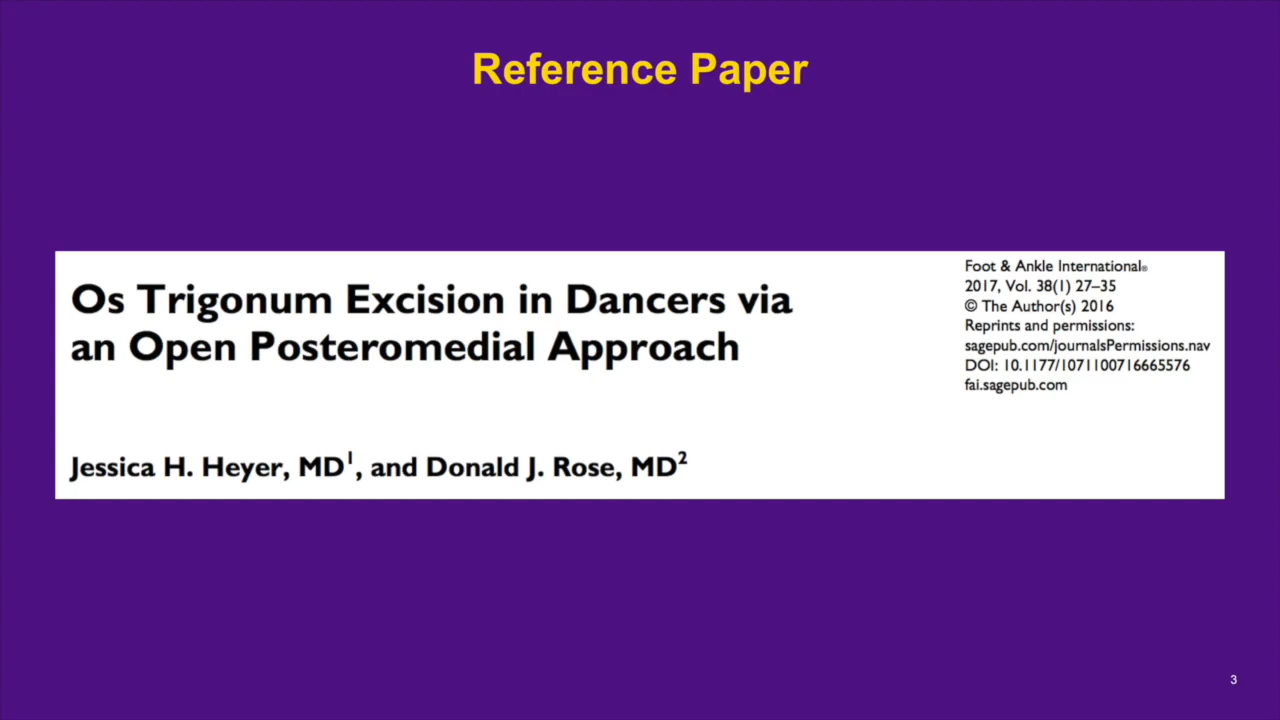 Reference Paper
Os Trigonum Excision in Dancers via
an Open Posteromedial Approach
Jessica H. Heyer, MD1, and Donald J. Rose, MD2
Foot & Ankle International®
2017, Vol. 38(1) 27–35
© The Author(s) 2016
Reprints and permissions:
sagepub.com/journalsPermissions.nav
DOI: 10.1177/1071100716665576
fai.sagepub.com
3